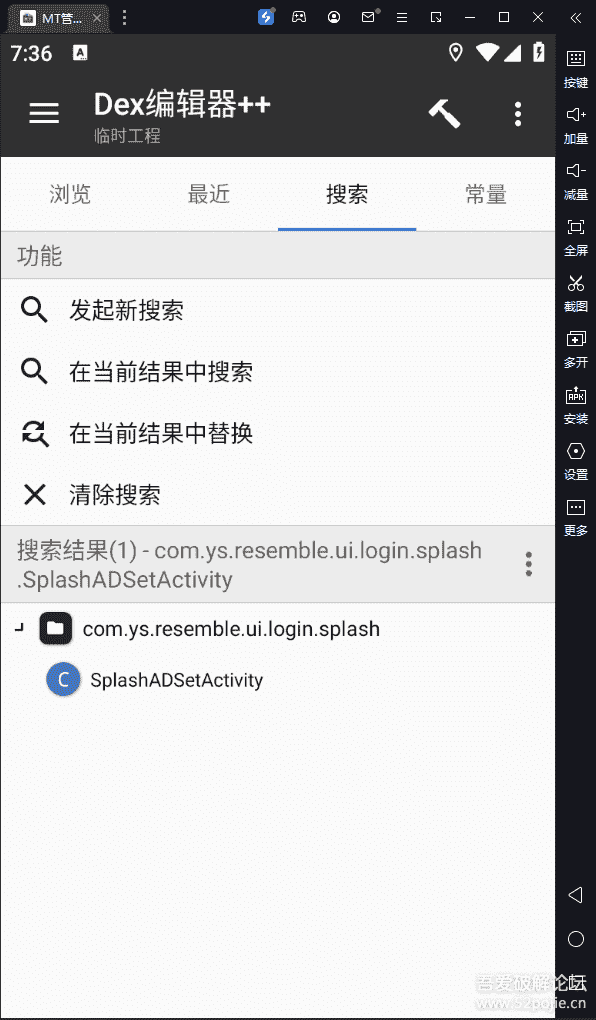 MT管...
7:36
A
Dex编辑器++
临时工程
浏览
最近
搜索
常量
功能
发起新搜索
在当前结果中搜索
在当前结果中替换
清除搜索
搜索结果(1) - com.ys.resemble.ui.login.splash
.SplashADSetActivity
com.ys.resemble.ui.login.splash
C
SplashADSetActivity
按键
加量
减量
全屏
截图
多开
APK
安装
设置
更多
吾爱破解论坛
www.52pojie.cn